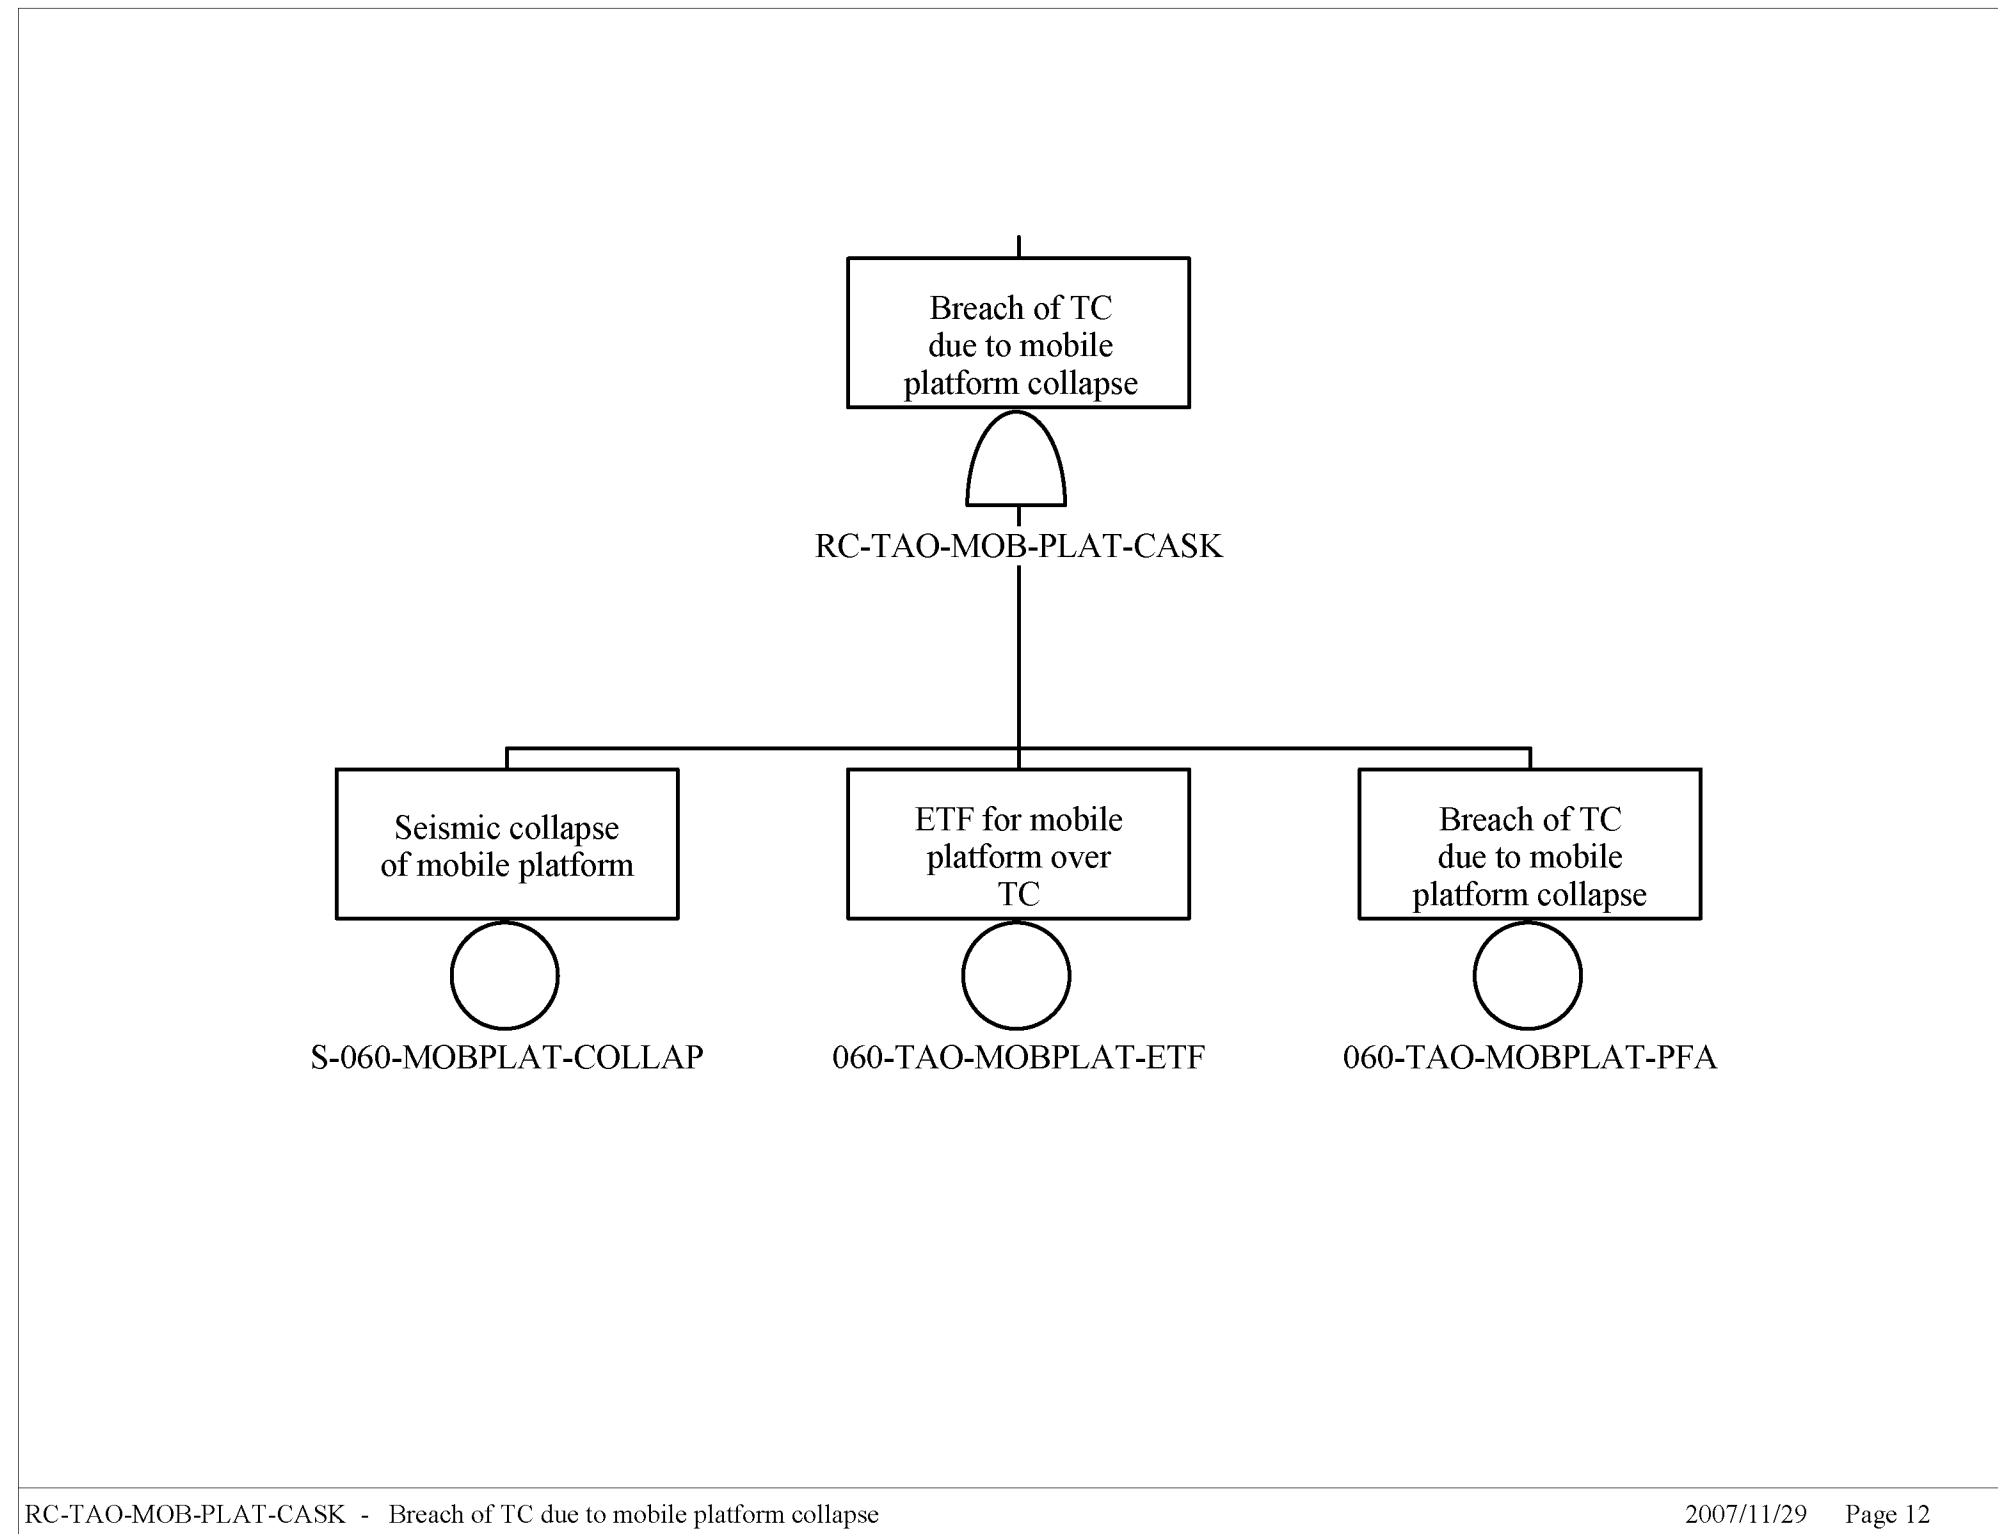 Breach of TC
due to mobile
platform collapse
RC-TAO-MOB-PLAT-CASK
Seismic collapse
of mobile platform
S-060-MOBPLAT-COLLAP
ETF for mobile
platform over
TC
060-TAO-MOBPLAT-ETF
Breach of TC
due to mobile
platform collapse
060-TAO-MOBPLAT-PFA
RC-TAO-MOB-PLAT-CASK - Breach of TC due to mobile platform collapse
2007/11/29 Page 12